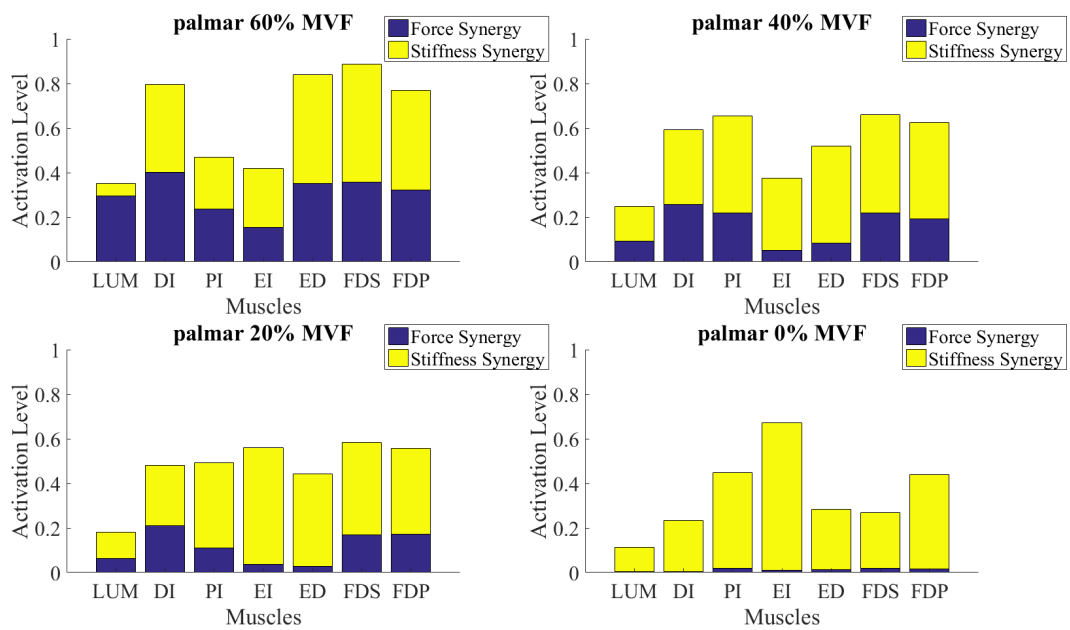 palmar 60% MVF
Force Synergy
Stiffness Synergy
Activation Level
1
0.8
0.6
0.4
0.2
0
LUM DI PI EI ED FDS FDP
Muscles
palmar 40% MVF
Force Synergy
Stiffness Synergy
Activation Level
1
0.8
0.6
0.4
0.2
0
LUM DI PI EI ED FDS FDP
Muscles
palmar 20% MVF
Force Synergy
Stiffness Synergy
Activation Level
1
0.8
0.6
0.4
0.2
0
LUM DI PI EI ED FDS FDP
Muscles
palmar 0% MVF
Force Synergy
Stiffness Synergy
Activation Level
1
0.8
0.6
0.4
0.2
0
LUM DI PI EI ED FDS FDP
Muscles